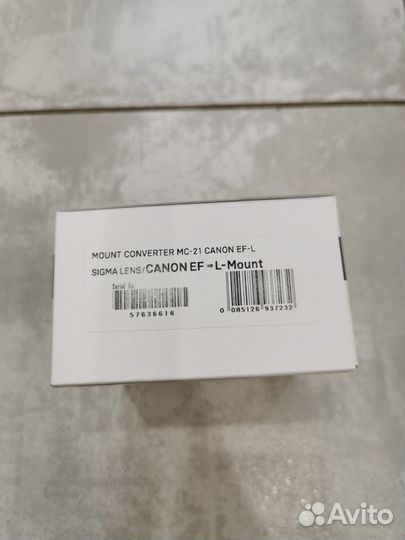 MOUNT CONVERTER MC-21 CANON EF-L
SIGMA LENS/CANON EF ⇒ L-Mount
Serial No.
57636616
0 085126 937232
Avito